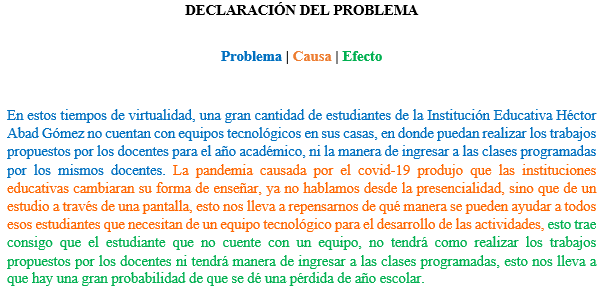 DECLARACIÓN DEL PROBLEMA
Problema | Causa | Efecto
En estos tiempos de virtualidad, una gran cantidad de estudiantes de la Institución Educativa Héctor
Abad Gómez no cuentan con equipos tecnológicos en sus casas, en donde puedan realizar los trabajos
propuestos por los docentes para el año académico, ni la manera de ingresar a las clases programadas
por los mismos docentes. La pandemia causada por el covid-19 produjo que las instituciones
educativas cambiaran su forma de enseñar, ya no hablamos desde la presencialidad, sino que de un
estudio a través de una pantalla, esto nos lleva a repensarnos de qué manera se pueden ayudar a todos
esos estudiantes que necesitan de un equipo tecnológico para el desarrollo de las actividades, esto trae
consigo que el estudiante que no cuente con un equipo, no tendrá como realizar los trabajos
propuestos por los docentes ni tendrá manera de ingresar a las clases programadas, esto nos lleva a
que hay una gran probabilidad de que se dé una pérdida de año escolar.